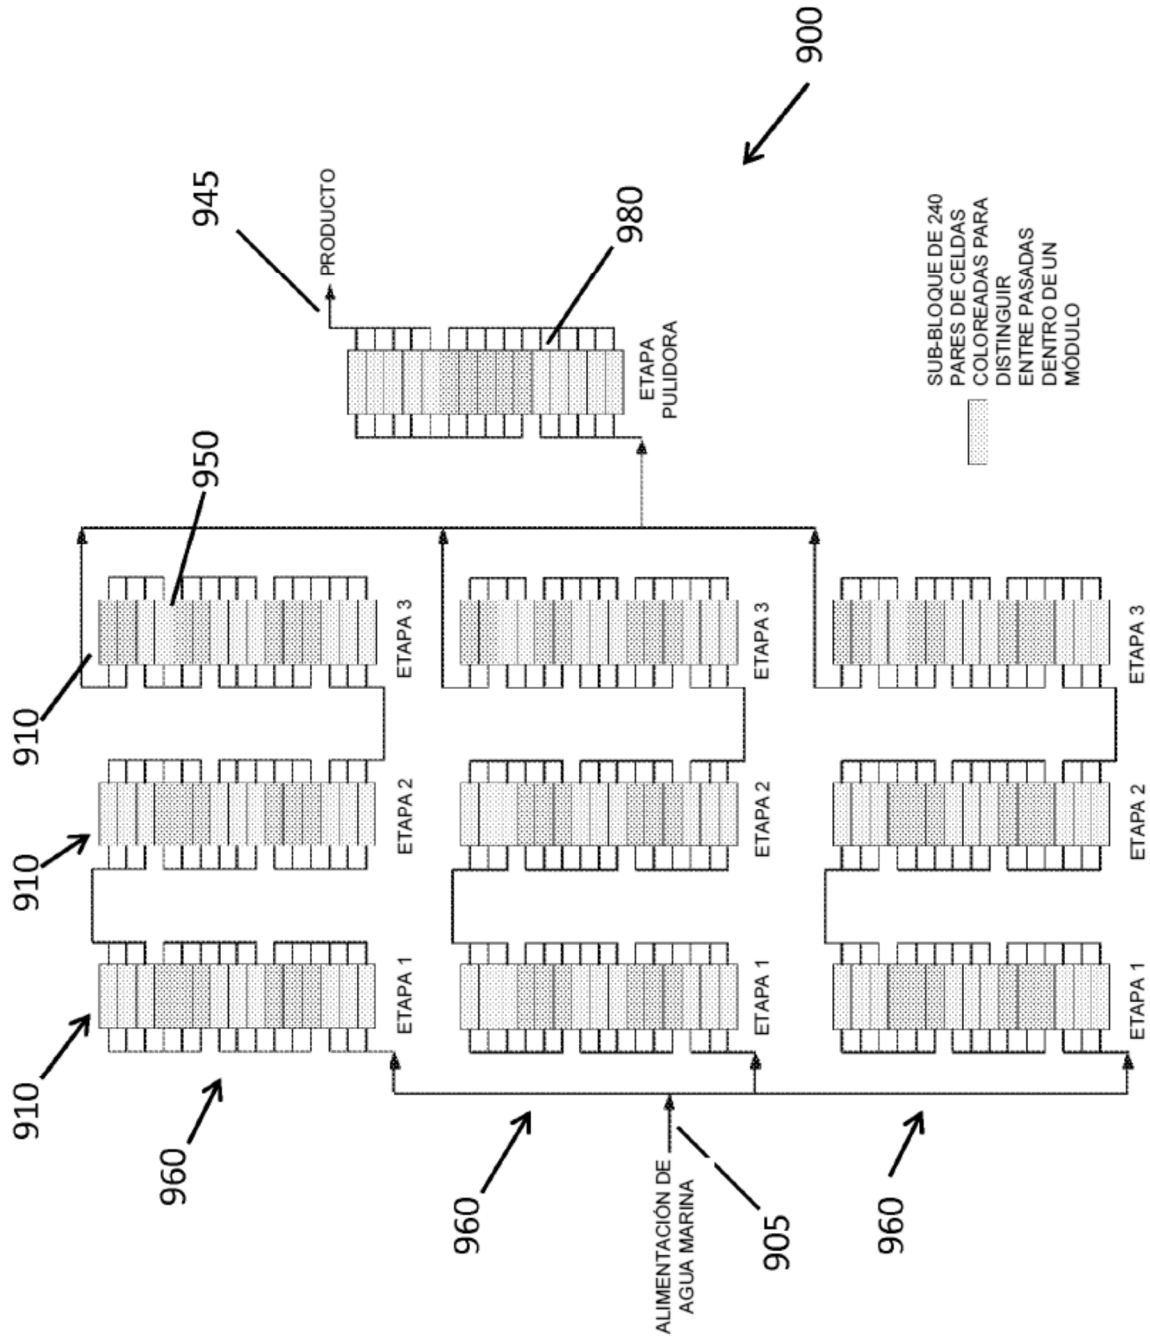 910
910
910
960
950
945
PRODUCTO
ETAPA 1
ETAPA 2
ETAPA 3
960
980
ETAPA
PULIDORA
ALIMENTACIÓN DE
AGUA MARINA
ETAPA 1
ETAPA 2
ETAPA 3
905
900
960
SUB-BLOQUE DE 240
PARES DE CELDAS
COLOREADAS PARA
DISTINGUIR
ENTRE PASADAS
DENTRO DE UN
MÓDULO
ETAPA 1
ETAPA 2
ETAPA 3